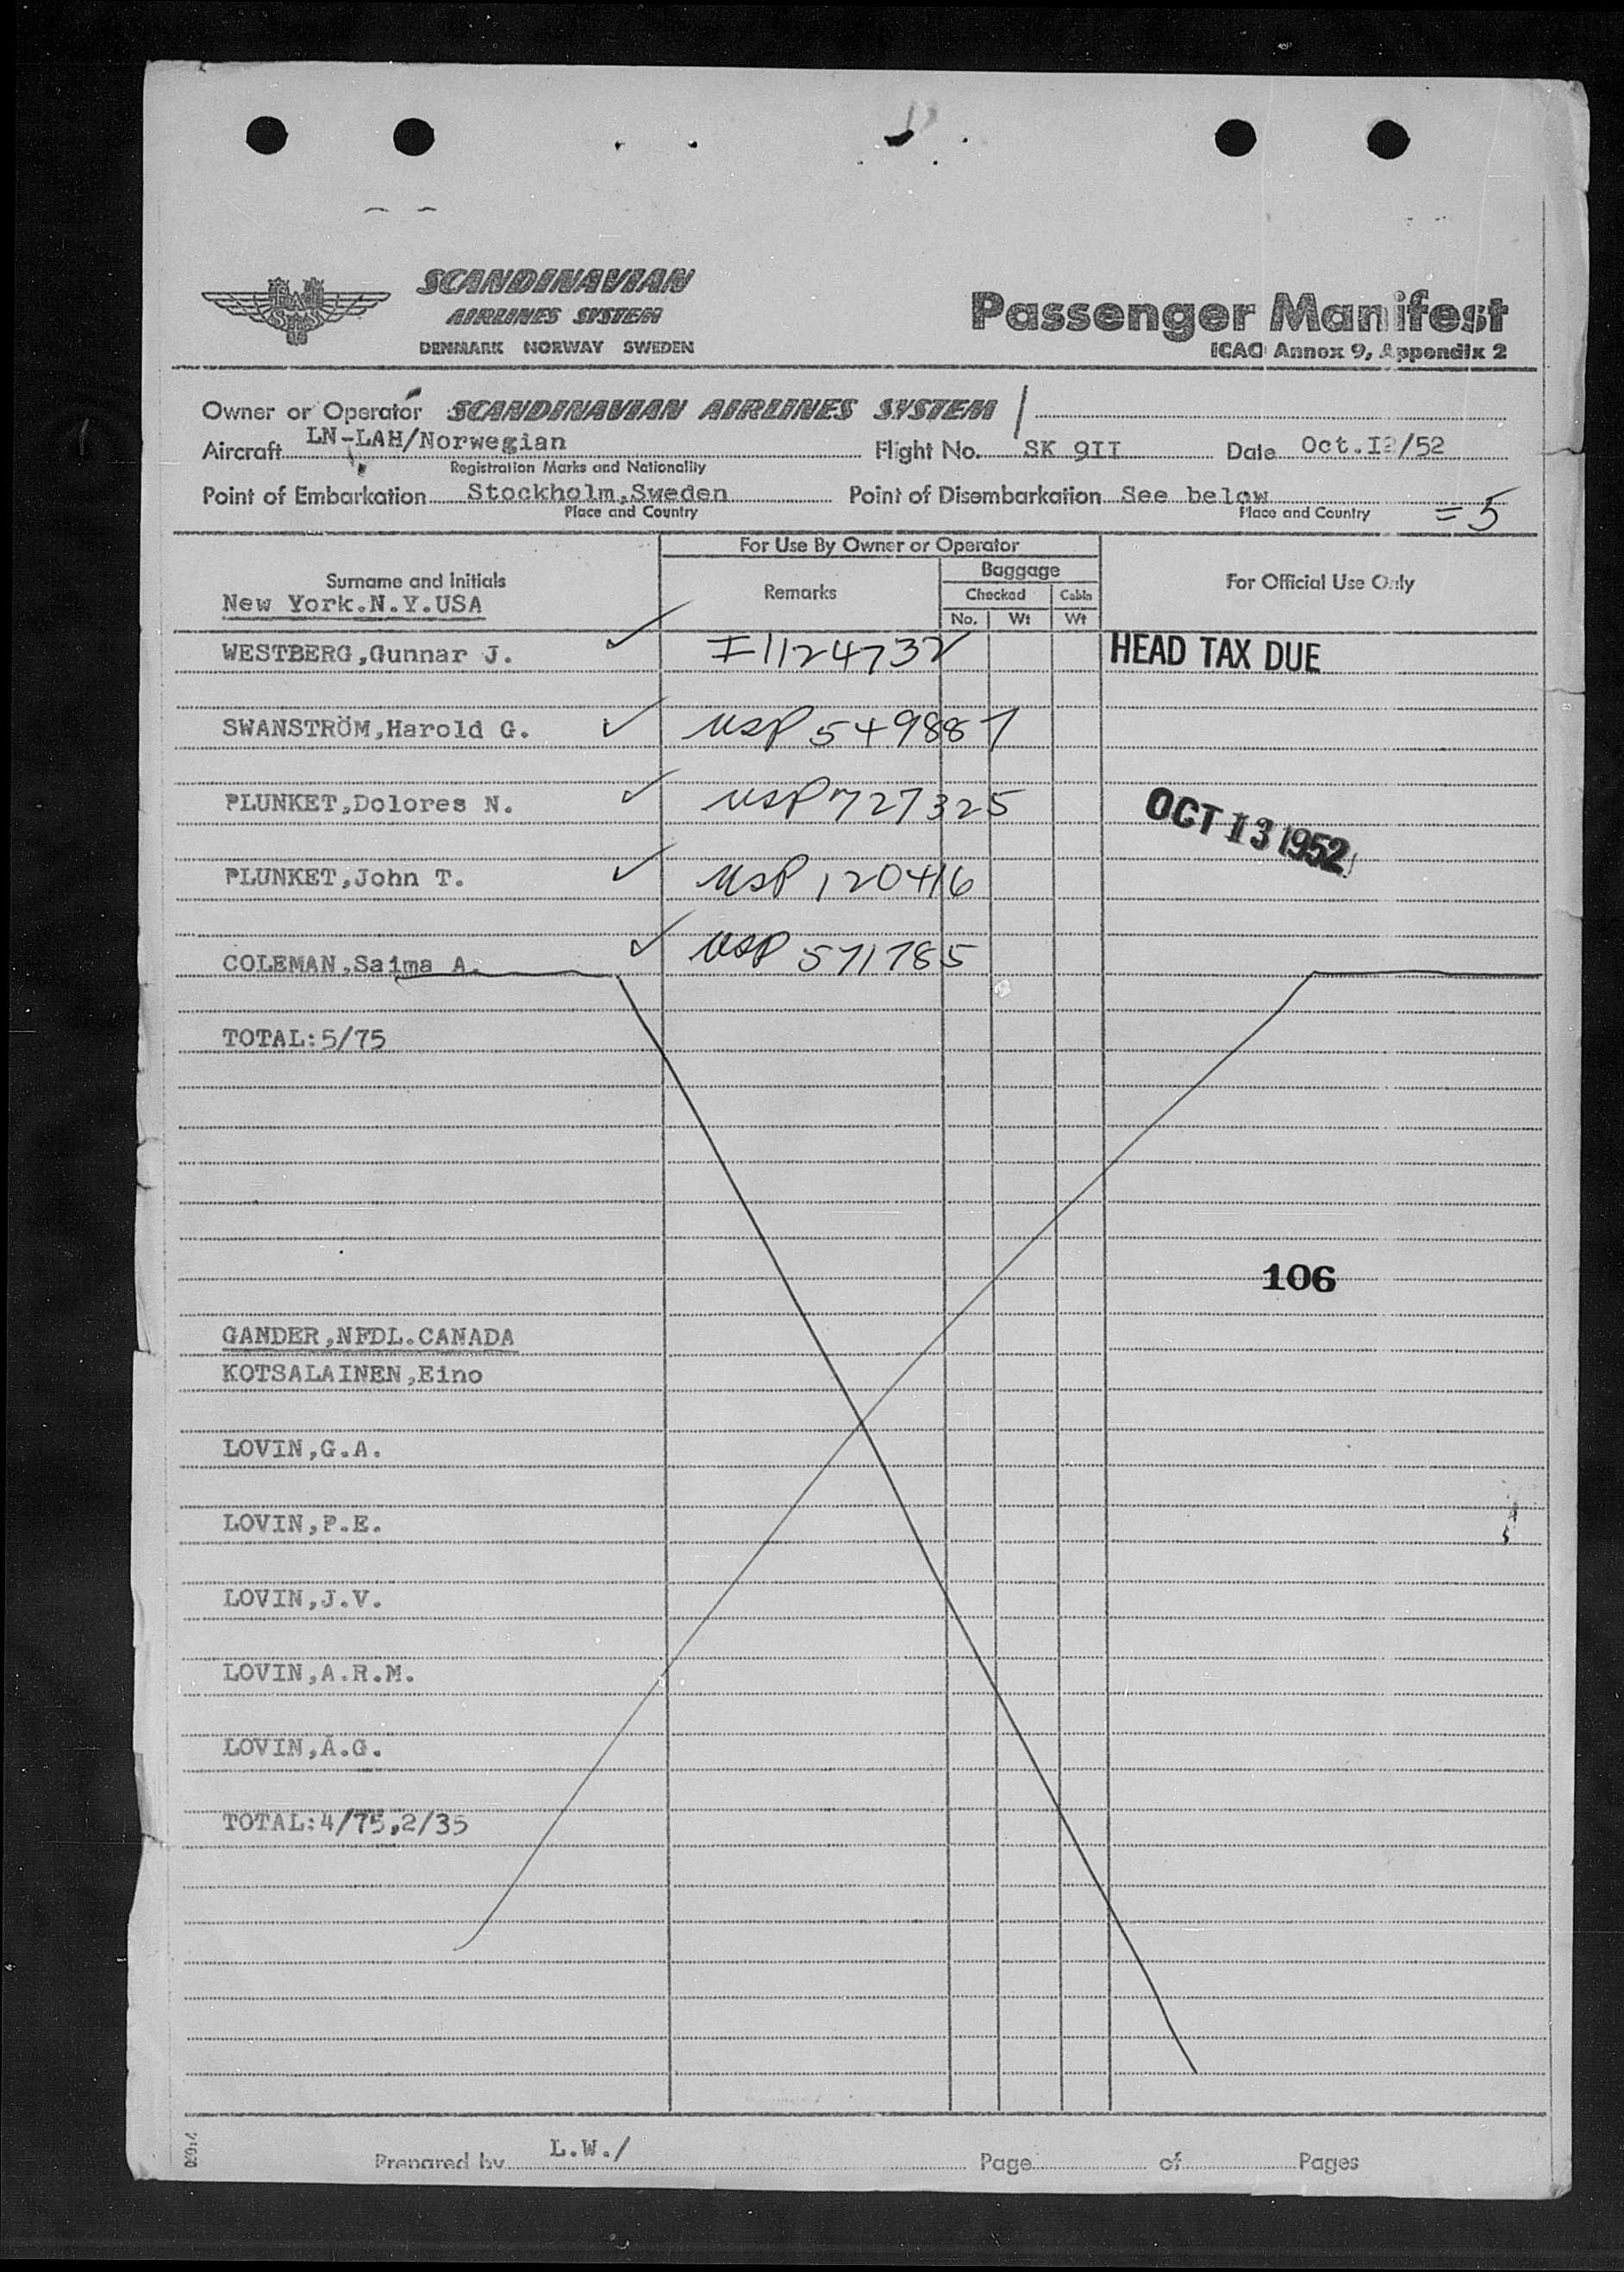 SCANDINAVIAN
AIRLINES SYSTEM
DENMARK NORWAY SWEDEN
Passenger Manifest
ICAO Annex 9, Appendix 2
Owner or Operator SCANDINAVIAN AIRLINES SYSTEM /
Aircraft LN-LAH/Norwegian Flight No. SK 9II Date Oct.I2/52
Registration Marks and Nationality
Point of Embarkation Stockholm,Sweden Point of Disembarkation See below
Place and Country Place and Country = 5
For Use By Owner or Operator
Surname and Initials Remarks Baggage For Official Use Only
Checked Cabin
No. Wt Wt
New York.N.Y.USA
WESTBERG,Gunnar J. ✓ I1124732 HEAD TAX DUE
SWANSTRÖM,Harold G. ✓ USP 549887
PLUNKET,Dolores N. ✓ USP 727325
OCT 13 1952
PLUNKET,John T. ✓ USP 120416
COLEMAN,Saima A. ✓ USP 571785
TOTAL:5/75
106
GANDER,NFDL.CANADA
KOTSALAINEN,Eino
LOVIN,G.A.
LOVIN,P.E.
LOVIN,J.V.
LOVIN,A.R.M.
LOVIN,A.G.
TOTAL:4/75,2/35
Prepared by L.W./ Page of Pages